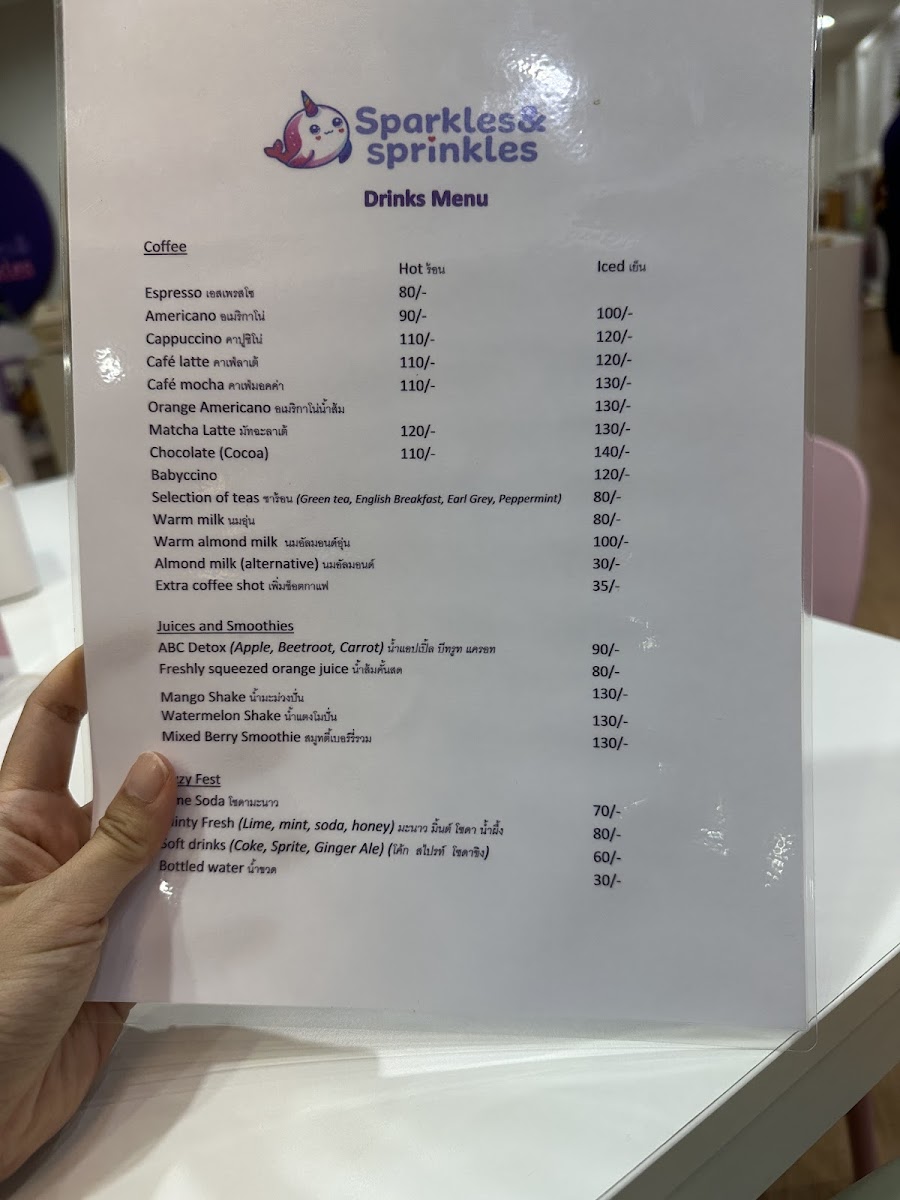 Sparkles&
sprinkles
Drinks Menu
Coffee
Hot ร้อน Iced เย็น
Espresso เอสเพรสโซ 80/-
Americano อเมริกาโน่ 90/- 100/-
Cappuccino คาปูชิโน่ 110/- 120/-
Café latte คาเฟ่ลาเต้ 110/- 120/-
Café mocha คาเฟ่มอคค่า 110/- 130/-
Orange Americano อเมริกาโน่น้ำส้ม 130/-
Matcha Latte มัทฉะลาเต้ 120/- 130/-
Chocolate (Cocoa) 110/- 140/-
Babyccino 120/-
Selection of teas ชาร้อน (Green tea, English Breakfast, Earl Grey, Peppermint) 80/-
Warm milk นมอุ่น 80/-
Warm almond milk นมอัลมอนด์อุ่น 100/-
Almond milk (alternative) นมอัลมอนด์ 30/-
Extra coffee shot เพิ่มช็อตกาแฟ 35/-
Juices and Smoothies
ABC Detox (Apple, Beetroot, Carrot) น้ำแอปเปิ้ล บีทรูท แครอท 90/-
Freshly squeezed orange juice น้ำส้มคั้นสด 80/-
Mango Shake น้ำมะม่วงปั่น 130/-
Watermelon Shake น้ำแตงโมปั่น 130/-
Mixed Berry Smoothie สมูทตี้เบอร์รี่รวม 130/-
zy Fest
me Soda โซดามะนาว 70/-
inty Fresh (Lime, mint, soda, honey) มะนาว มิ้นต์ โซดา น้ำผึ้ง 80/-
Soft drinks (Coke, Sprite, Ginger Ale) (โค้ก สไปรท์ โซดาขิง) 60/-
Bottled water น้ำขวด 30/-